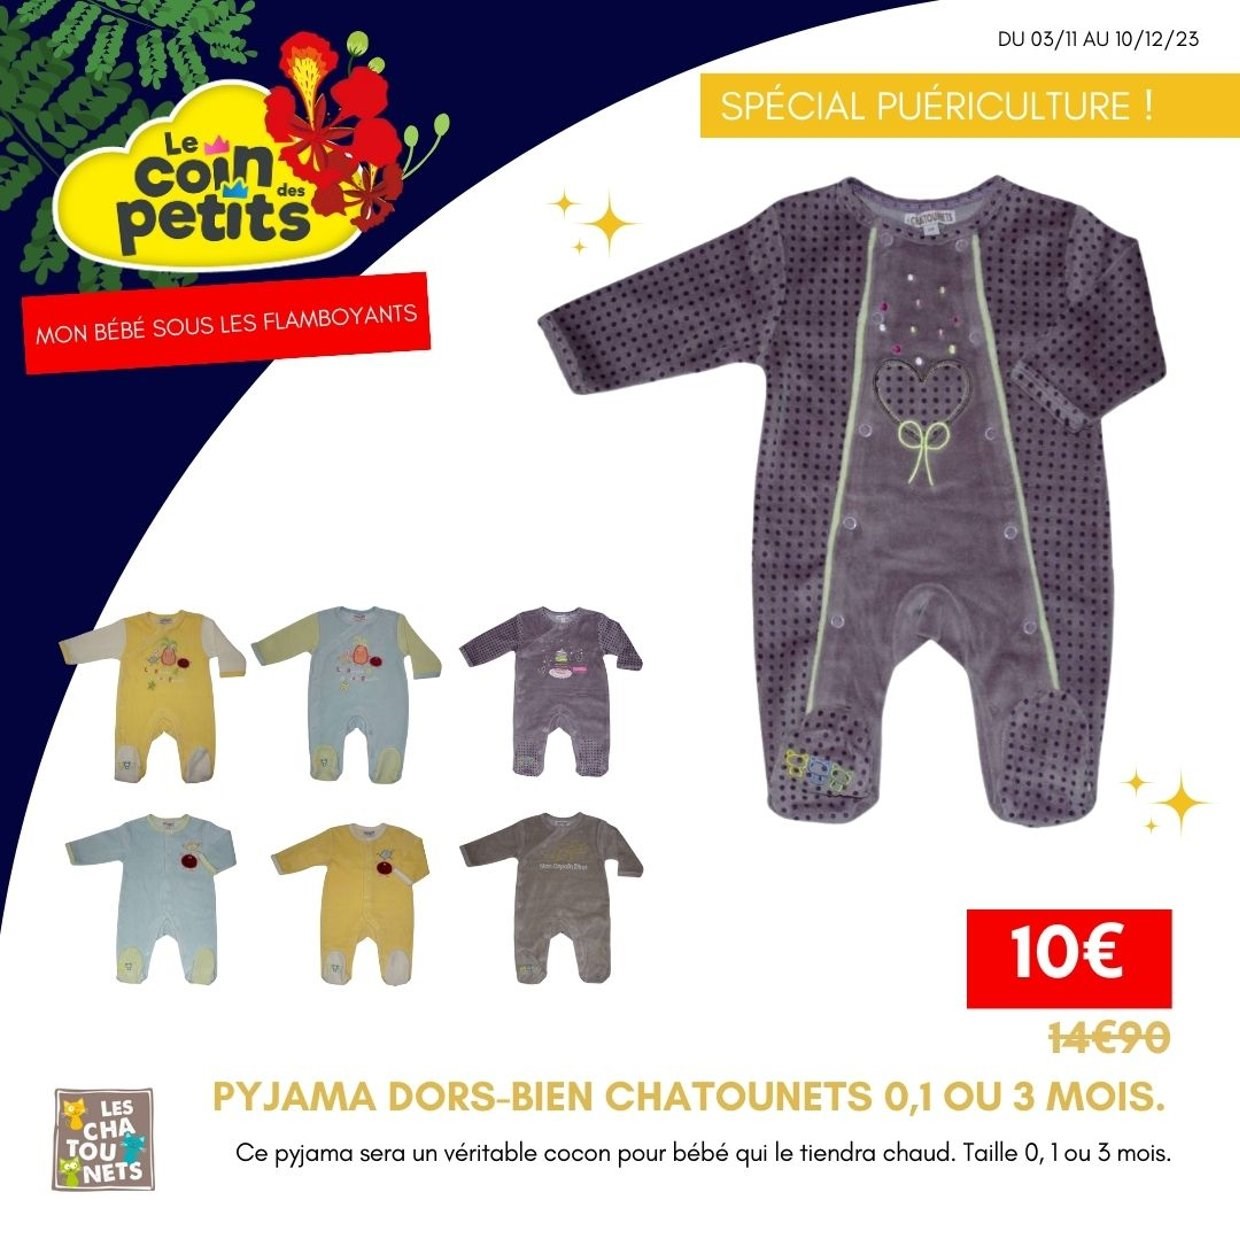 DU 03/11 AU 10/12/23
SPÉCIAL PUÉRICULTURE !
Le
coin
des
petits
MON BÉBÉ SOUS LES FLAMBOYANTS
CHATOUNETS
10€
14€90
PYJAMA DORS-BIEN CHATOUNETS 0,1 OU 3 MOIS.
Ce pyjama sera un véritable cocon pour bébé qui le tiendra chaud. Taille 0, 1 ou 3 mois.
LES
CHA
TOU
NETS